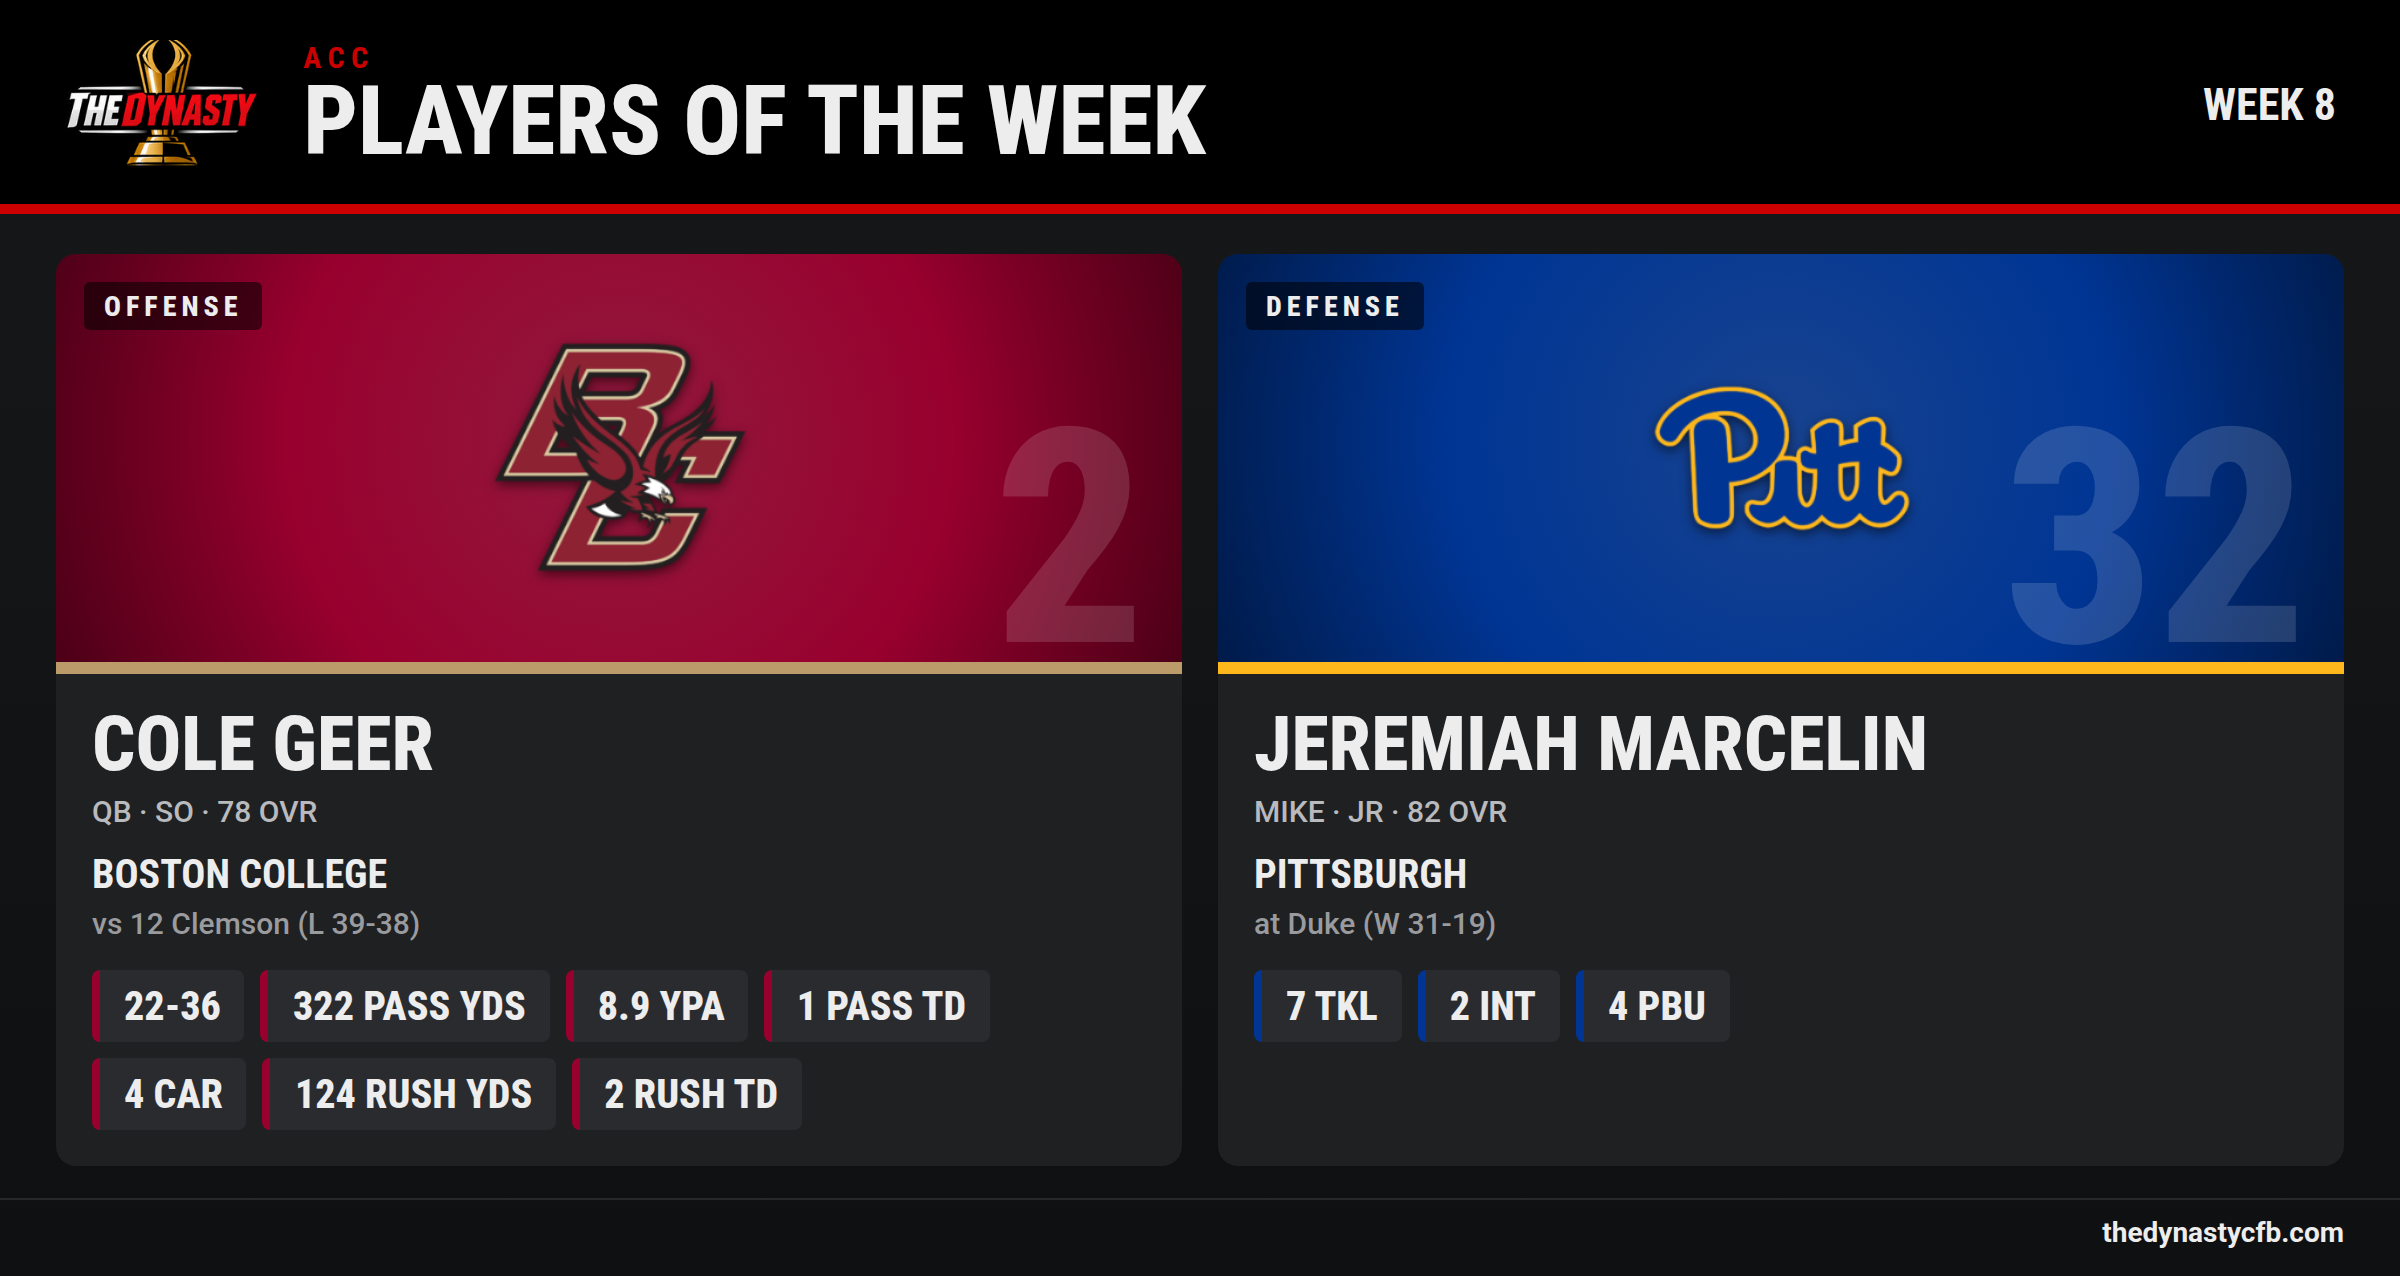 THE DYNASTY
ACC
PLAYERS OF THE WEEK
WEEK 8
OFFENSE
BC
2
COLE GEER
QB · SO · 78 OVR
BOSTON COLLEGE
vs 12 Clemson (L 39-38)
22-36
322 PASS YDS
8.9 YPA
1 PASS TD
4 CAR
124 RUSH YDS
2 RUSH TD
DEFENSE
Pitt
32
JEREMIAH MARCELIN
MIKE · JR · 82 OVR
PITTSBURGH
at Duke (W 31-19)
7 TKL
2 INT
4 PBU
thedynastycfb.com